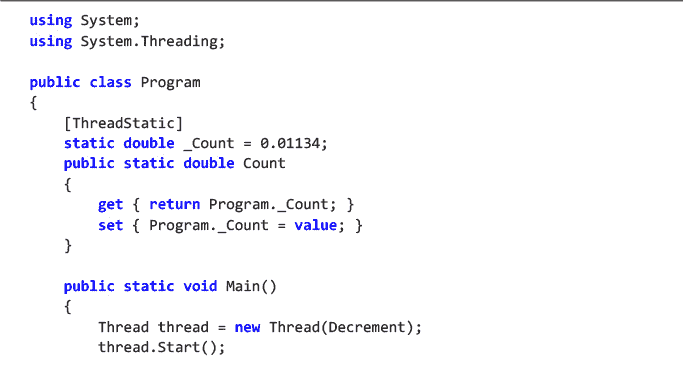 using System;
using System.Threading;
public class Program
{
[ThreadStatic]
static double _Count = 0.01134;
public static double Count
{
get { return Program._Count; }
set { Program._Count = value; }
}
public static void Main()
{
Thread thread = new Thread(Decrement);
thread.Start();